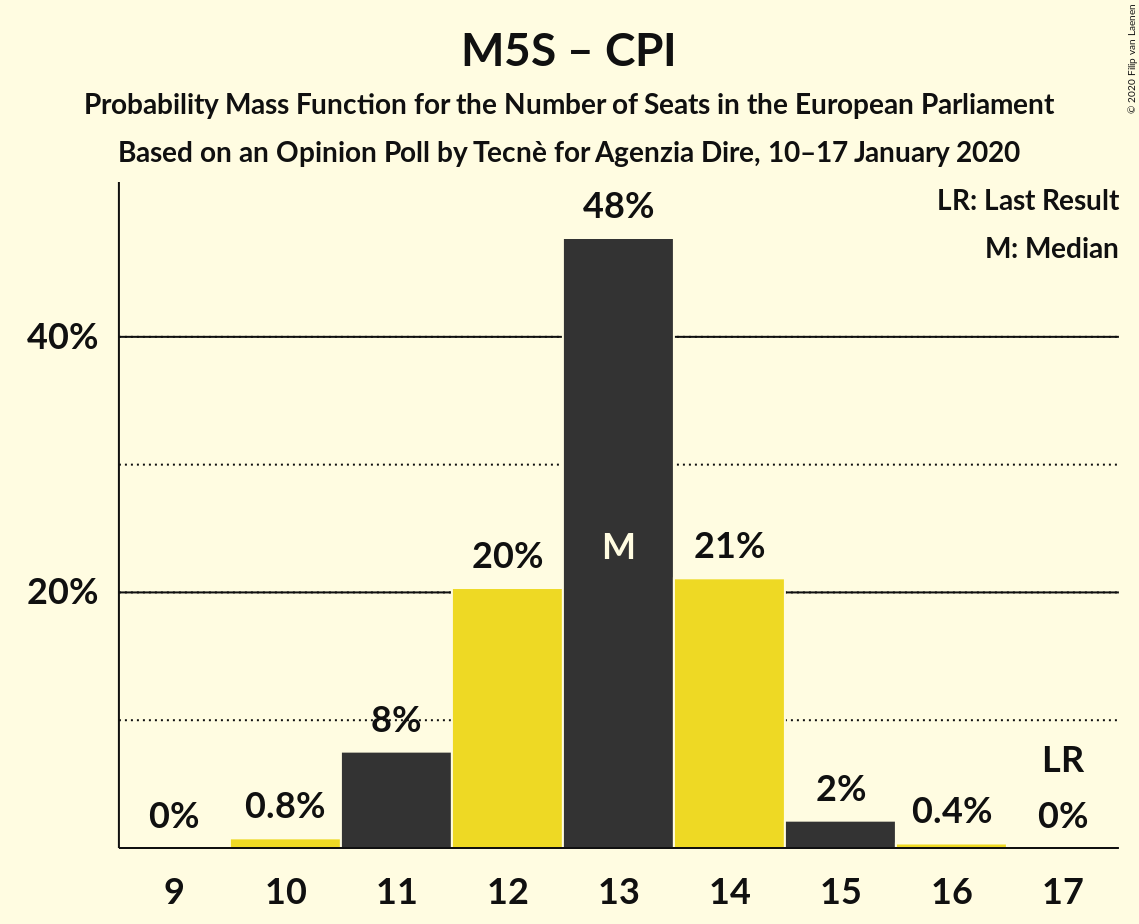 M5S – CPI
Probability Mass Function for the Number of Seats in the European Parliament
Based on an Opinion Poll by Tecnè for Agenzia Dire, 10–17 January 2020
© 2020 Filip van Laenen
LR: Last Result
M: Median
48%
40%
M
20%
21%
20%
8%
LR
0%
0.8%
2%
0.4%
0%
9 10 11 12 13 14 15 16 17